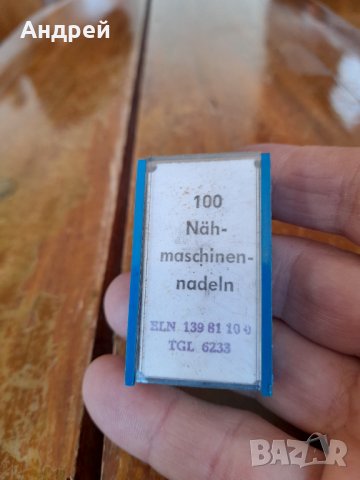 Андрей
100
Näh-
maschinen-
nadeln
ELN 139 81 10 0
TGL 6233
BAZAR